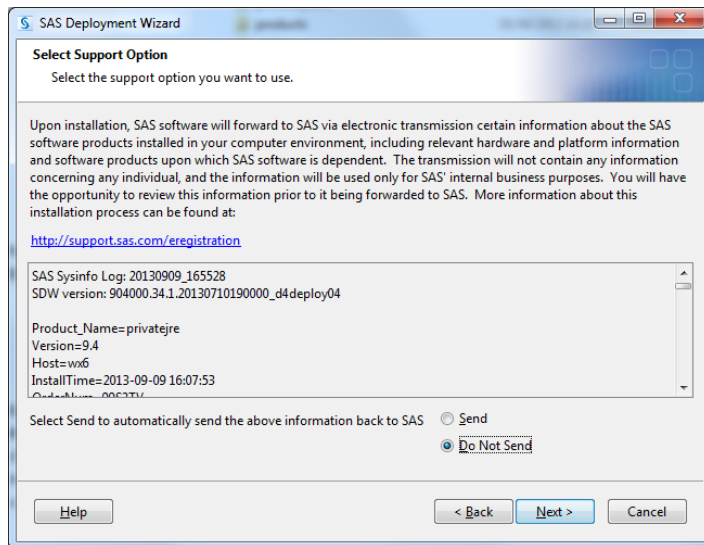 SAS Deployment Wizard
products
Select Support Option
Select the support option you want to use.
Upon installation, SAS software will forward to SAS via electronic transmission certain information about the SAS
software products installed in your computer environment, including relevant hardware and platform information
and software products upon which SAS software is dependent. The transmission will not contain any information
concerning any individual, and the information will be used only for SAS' internal business purposes. You will have
the opportunity to review this information prior to it being forwarded to SAS. More information about this
installation process can be found at:
http://support.sas.com/eregistration
SAS Sysinfo Log: 20130909_165528
SDW version: 904000.34.1.20130710190000_d4deploy04
Product_Name=privatejre
Version=9.4
Host=wx6
InstallTime=2013-09-09 16:07:53
Select Send to automatically send the above information back to SAS
Send
Do Not Send
Help
< Back
Next >
Cancel